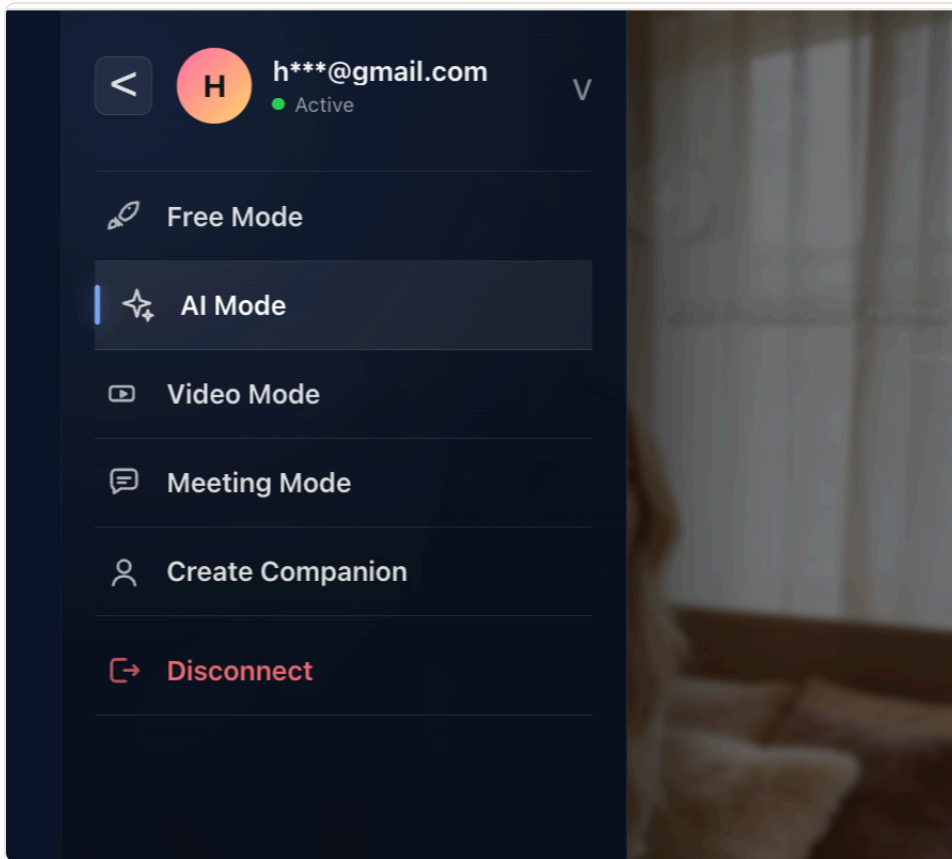 <
H
h***@gmail.com
V
Active
Free Mode
AI Mode
Video Mode
Meeting Mode
Create Companion
Disconnect